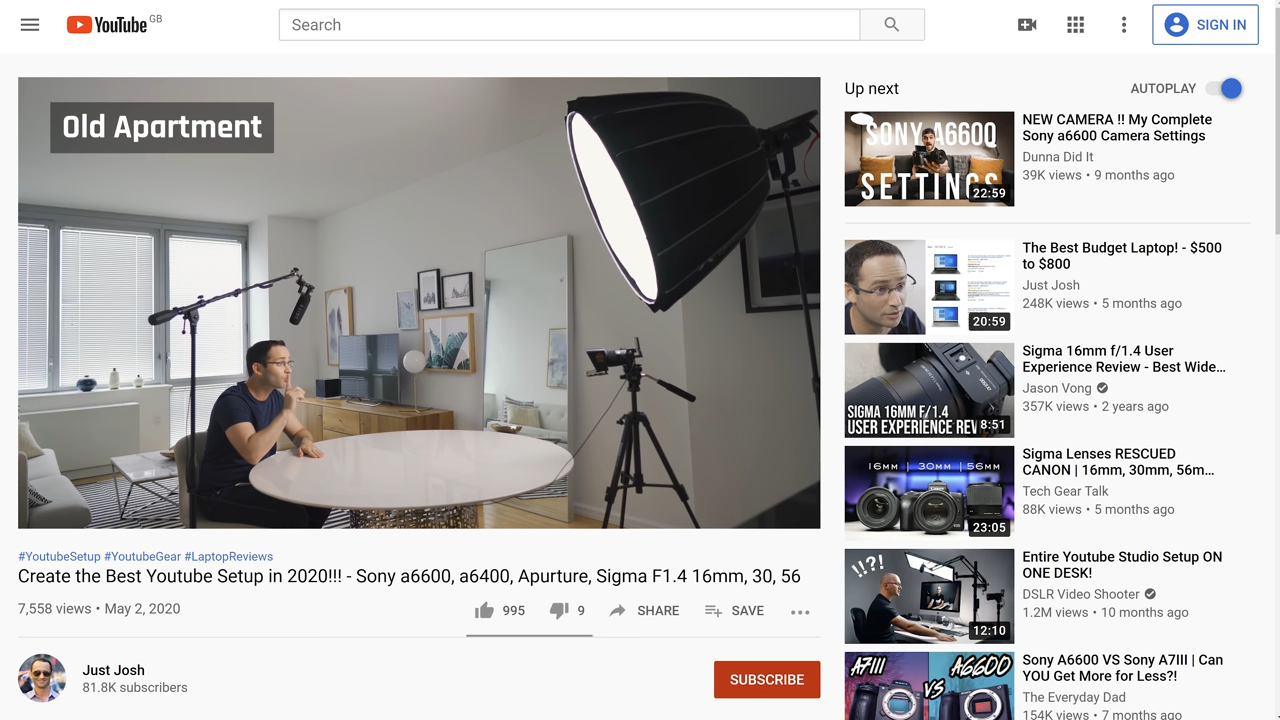 YouTube GB
Search
SIGN IN
Old Apartment
#YoutubeSetup #YoutubeGear #LaptopReviews
Create the Best Youtube Setup in 2020!!! - Sony a6600, a6400, Apurture, Sigma F1.4 16mm, 30, 56
7,558 views • May 2, 2020
995
9
SHARE
SAVE
Just Josh
81.8K subscribers
SUBSCRIBE
Up next
AUTOPLAY
SONY A6600
SETTINGS
22:59
NEW CAMERA !! My Complete
Sony a6600 Camera Settings
Dunna Did It
39K views • 9 months ago
20:59
The Best Budget Laptop! - $500
to $800
Just Josh
248K views • 5 months ago
SIGMA 16MM F/1.4
USER EXPERIENCE REV
8:51
Sigma 16mm f/1.4 User
Experience Review - Best Wide...
Jason Vong
357K views • 2 years ago
16MM | 30MM | 56MM
23:05
Sigma Lenses RESCUED
CANON | 16mm, 30mm, 56m...
Tech Gear Talk
88K views • 5 months ago
!!?!
12:10
Entire Youtube Studio Setup ON
ONE DESK!
DSLR Video Shooter
1.2M views • 10 months ago
A7III VS A6600
Sony A6600 VS Sony A7III | Can
YOU Get More for Less?!
The Everyday Dad
154K views • 7 months ago